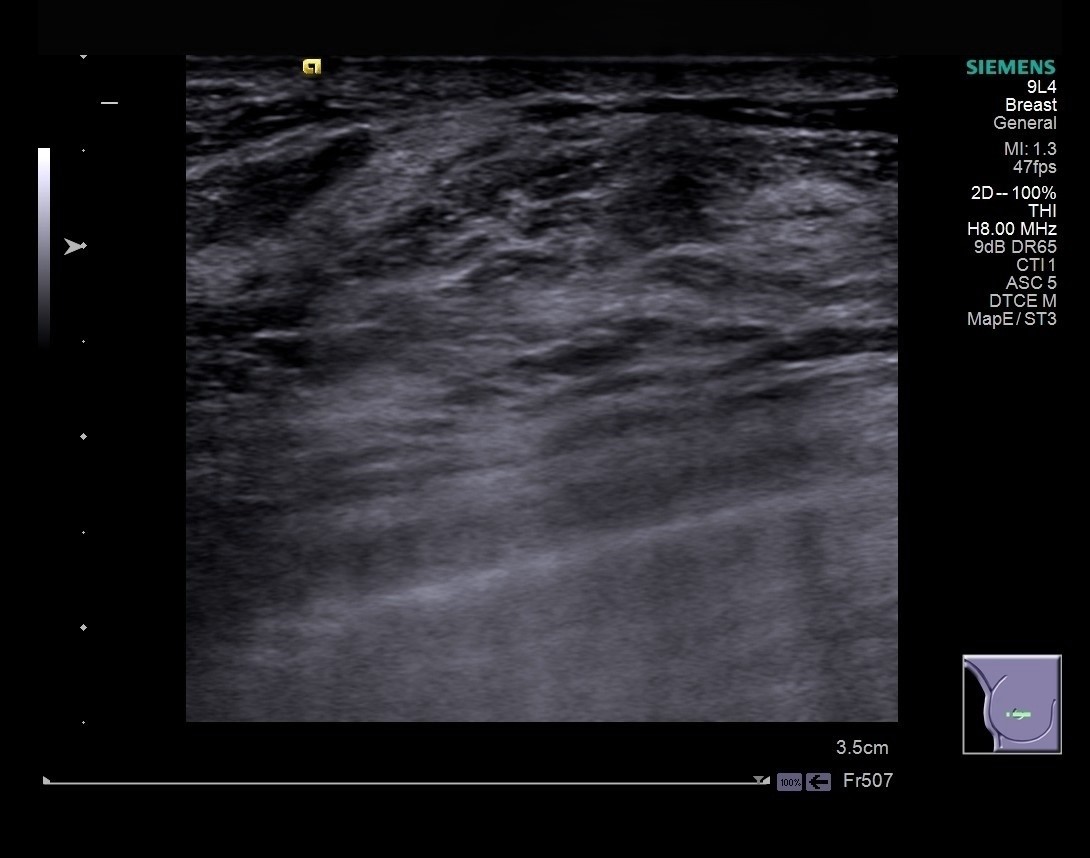 SIEMENS
9L4
Breast
General
MI: 1.3
47fps
2D--100%
THI
H8.00 MHz
9dB DR65
CTI 1
ASC 5
DTCE M
MapE / ST3
3.5cm
100%
Fr507